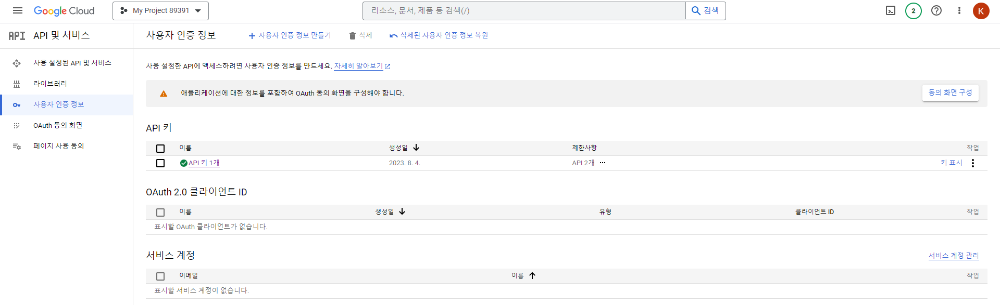 Google Cloud
My Project 89391
리소스, 문서, 제품 등 검색(/)
검색
2
K
API API 및 서비스
사용 설정된 API 및 서비스
라이브러리
사용자 인증 정보
OAuth 동의 화면
페이지 사용 동의
사용자 인증 정보
+ 사용자 인증 정보 만들기
삭제
삭제된 사용자 인증 정보 복원
사용 설정한 API에 액세스하려면 사용자 인증 정보를 만드세요. 자세히 알아보기
애플리케이션에 대한 정보를 포함하여 OAuth 동의 화면을 구성해야 합니다.
동의 화면 구성
API 키
이름 생성일 제한사항 작업
API 키 1개 2023. 8. 4. API 2개 ... 키 표시
OAuth 2.0 클라이언트 ID
이름 생성일 유형 클라이언트 ID 작업
표시할 OAuth 클라이언트가 없습니다.
서비스 계정
서비스 계정 관리
이메일 이름 작업
표시할 서비스 계정이 없습니다.